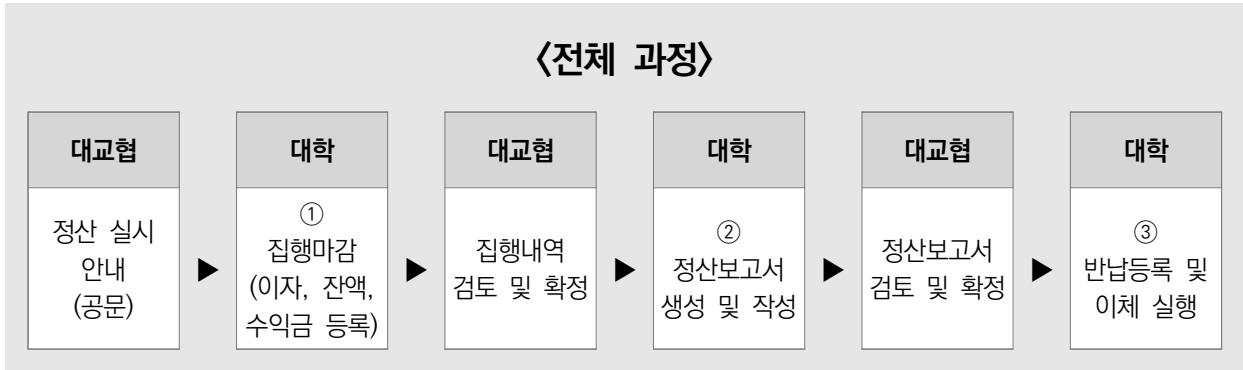 〈전체 과정〉
대교협
정산 실시
안내
(공문)
▶
대학
①
집행마감
(이자, 잔액,
수익금 등록)
▶
대교협
집행내역
검토 및 확정
▶
대학
②
정산보고서
생성 및 작성
▶
대교협
정산보고서
검토 및 확정
▶
대학
③
반납등록 및
이체 실행